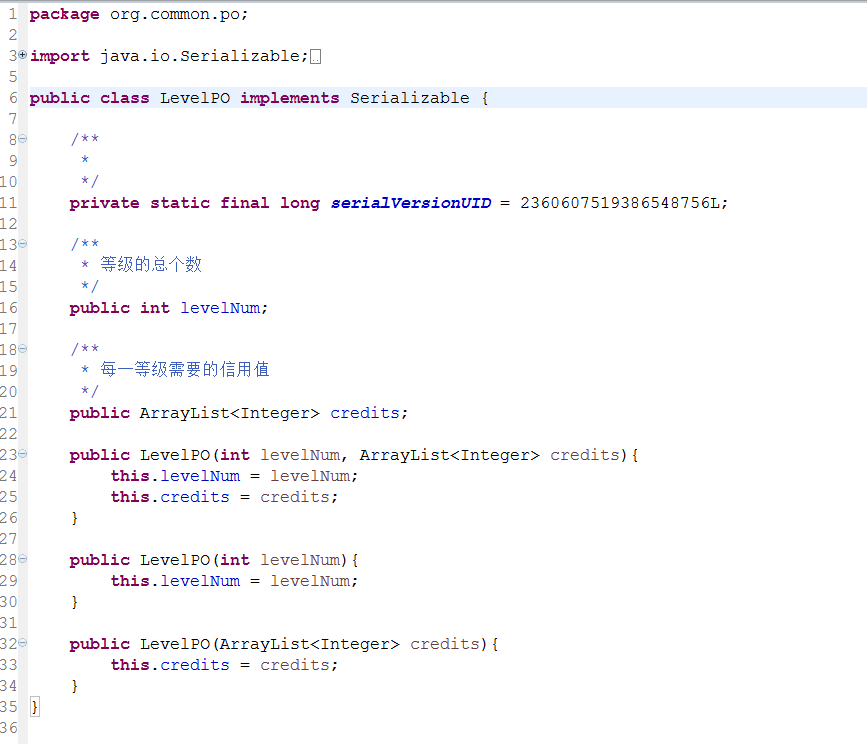 1 package org.common.po;
2
3 import java.io.Serializable;
5
6 public class LevelPO implements Serializable {
7
8     /**
9      *
10      */
11     private static final long serialVersionUID = 2360607519386548756L;
12
13     /**
14      * 等级的总个数
15      */
16     public int levelNum;
17
18     /**
19      * 每一等级需要的信用值
20      */
21     public ArrayList<Integer> credits;
22
23     public LevelPO(int levelNum, ArrayList<Integer> credits){
24         this.levelNum = levelNum;
25         this.credits = credits;
26     }
27
28     public LevelPO(int levelNum){
29         this.levelNum = levelNum;
30     }
31
32     public LevelPO(ArrayList<Integer> credits){
33         this.credits = credits;
34     }
35 }
36